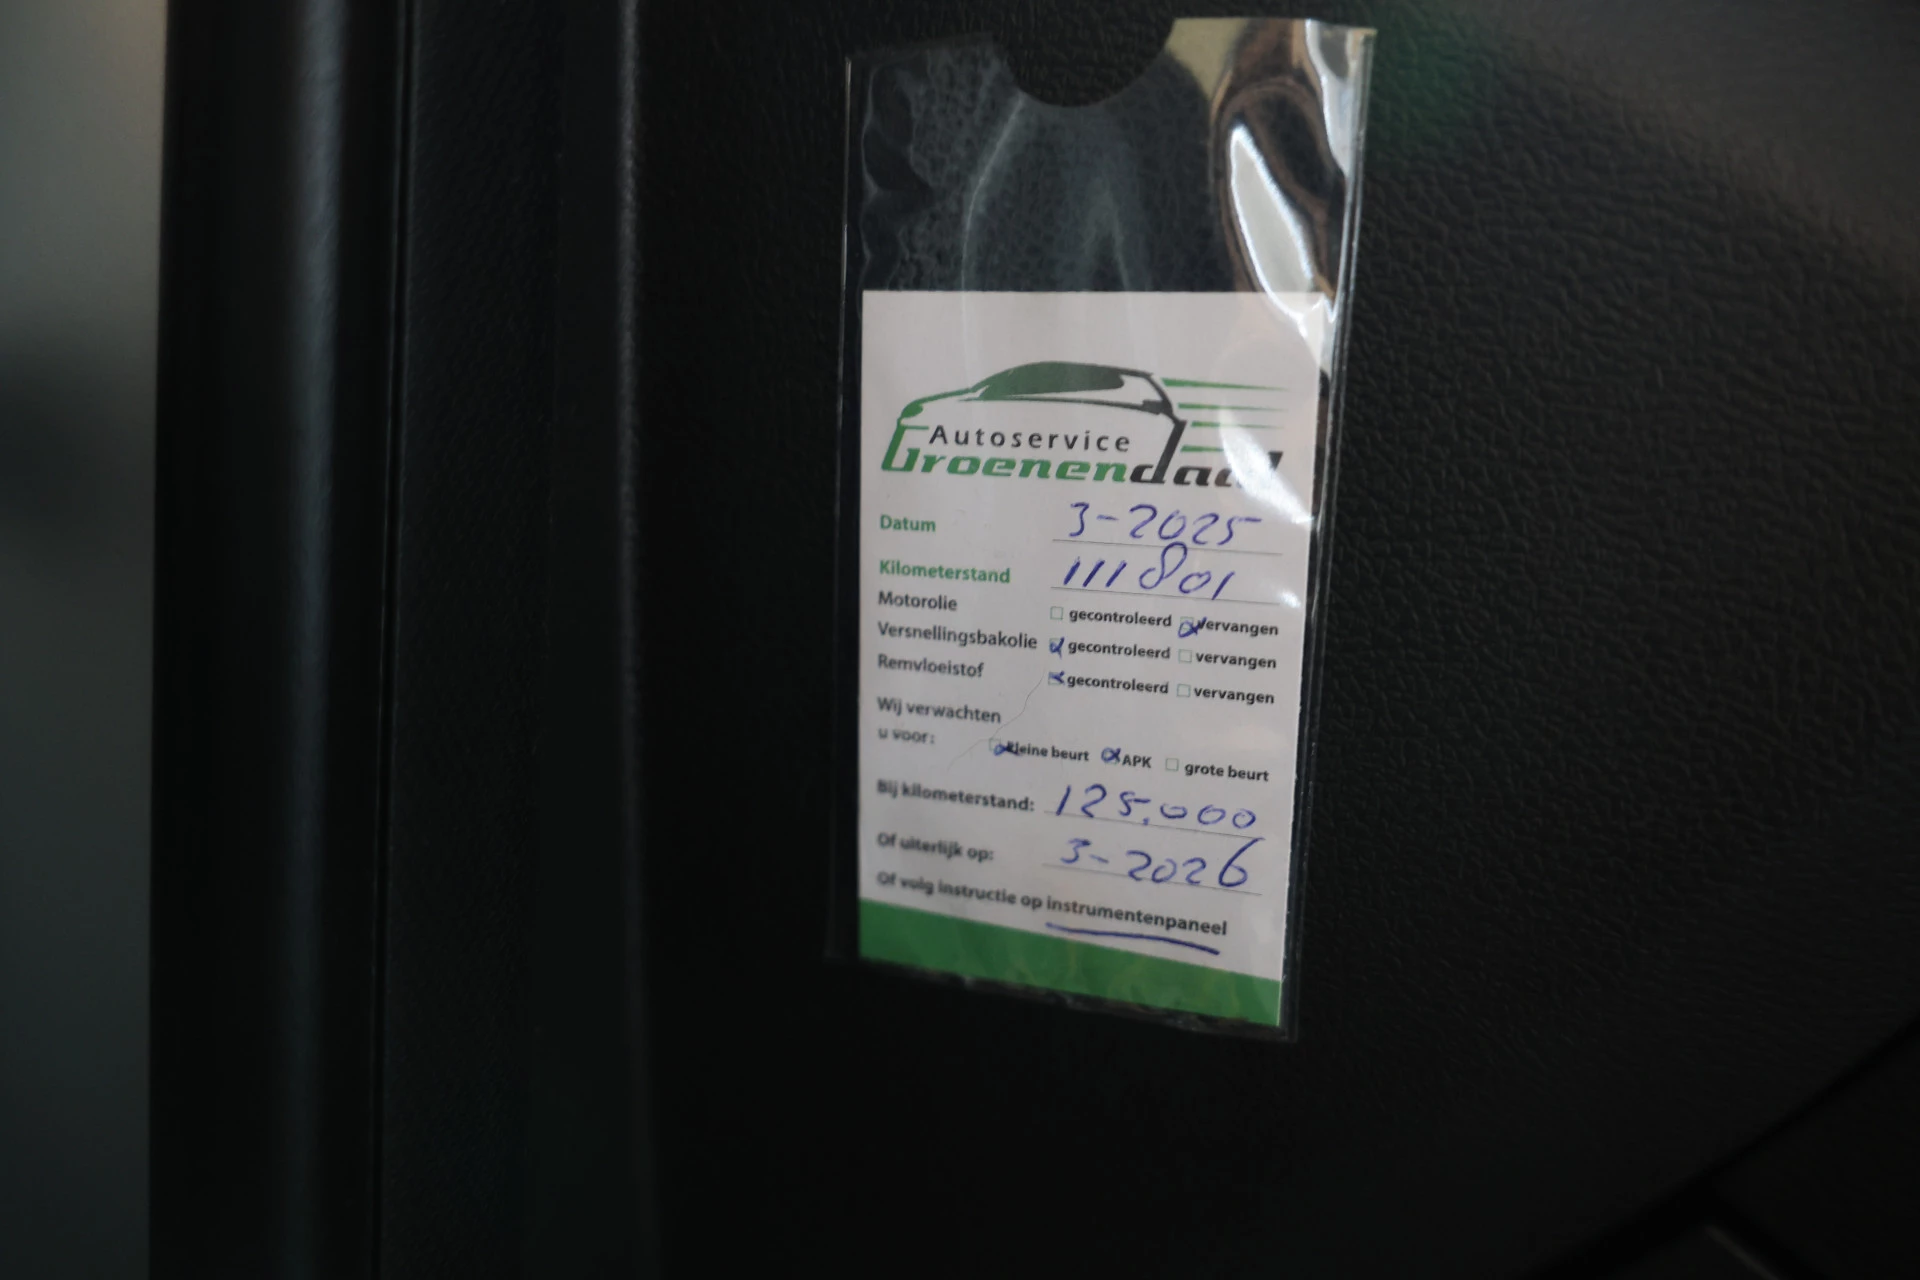 Autoservice
Groenendaal
Datum 3-2025
Kilometerstand 111801
Motorolie gecontroleerd vervangen
Versnellingsbakolie gecontroleerd vervangen
Remvloeistof gecontroleerd vervangen
Wij verwachten
u voor: kleine beurt APK grote beurt
Bij kilometerstand: 125.000
Of uiterlijk op: 3-2026
Of volg instructie op instrumentenpaneel